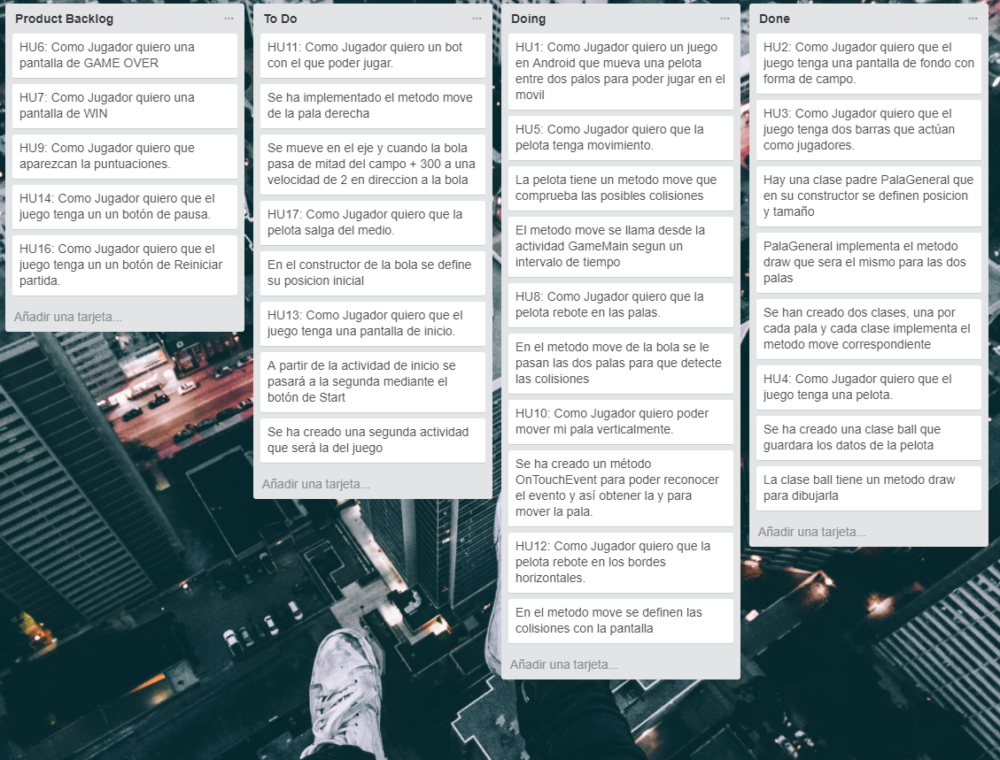 Product Backlog
HU6: Como Jugador quiero una
pantalla de GAME OVER
HU7: Como Jugador quiero una
pantalla de WIN
HU9: Como Jugador quiero que
aparezcan la puntuaciones.
HU14: Como Jugador quiero que el
juego tenga un un botón de pausa.
HU16: Como Jugador quiero que el
juego tenga un un botón de Reiniciar
partida.
Añadir una tarjeta...
To Do
HU11: Como Jugador quiero un bot
con el que poder jugar.
Se ha implementado el metodo move
de la pala derecha
Se mueve en el eje y cuando la bola
pasa de mitad del campo + 300 a una
velocidad de 2 en direccion a la bola
HU17: Como Jugador quiero que la
pelota salga del medio.
En el constructor de la bola se define
su posicion inicial
HU13: Como Jugador quiero que el
juego tenga una pantalla de inicio.
A partir de la actividad de inicio se
pasará a la segunda mediante el
botón de Start
Se ha creado una segunda actividad
que será la del juego
Añadir una tarjeta...
Doing
HU1: Como Jugador quiero un juego
en Android que mueva una pelota
entre dos palos para poder jugar en el
movil
HU5: Como Jugador quiero que la
pelota tenga movimiento.
La pelota tiene un metodo move que
comprueba las posibles colisiones
El metodo move se llama desde la
actividad GameMain segun un
intervalo de tiempo
HU8: Como Jugador quiero que la
pelota rebote en las palas.
En el metodo move de la bola se le
pasan las dos palas para que detecte
las colisiones
HU10: Como Jugador quiero poder
mover mi pala verticalmente.
Se ha creado un método
OnTouchEvent para poder reconocer
el evento y así obtener la y para
mover la pala.
HU12: Como Jugador quiero que la
pelota rebote en los bordes
horizontales.
En el metodo move se definen las
colisiones con la pantalla
Añadir una tarjeta...
Done
HU2: Como Jugador quiero que el
juego tenga una pantalla de fondo con
forma de campo.
HU3: Como Jugador quiero que el
juego tenga dos barras que actúan
como jugadores.
Hay una clase padre PalaGeneral que
en su constructor se definen posicion
y tamaño
PalaGeneral implementa el metodo
draw que sera el mismo para las dos
palas
Se han creado dos clases, una por
cada pala y cada clase implementa el
metodo move correspondiente
HU4: Como Jugador quiero que el
juego tenga una pelota.
Se ha creado una clase ball que
guardara los datos de la pelota
La clase ball tiene un metodo draw
para dibujarla
Añadir una tarjeta...